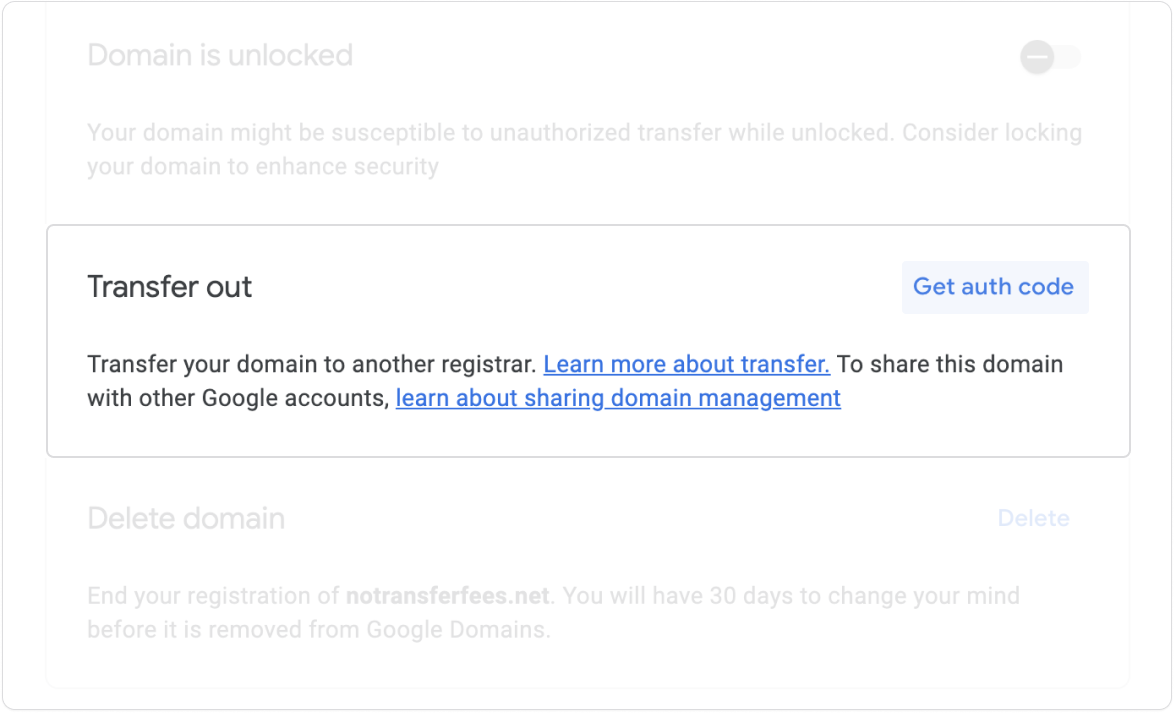 Domain is unlocked
Your domain might be susceptible to unauthorized transfer while unlocked. Consider locking
your domain to enhance security
Transfer out
Get auth code
Transfer your domain to another registrar. Learn more about transfer. To share this domain
with other Google accounts, learn about sharing domain management
Delete domain
Delete
End your registration of notransferfees.net. You will have 30 days to change your mind
before it is removed from Google Domains.